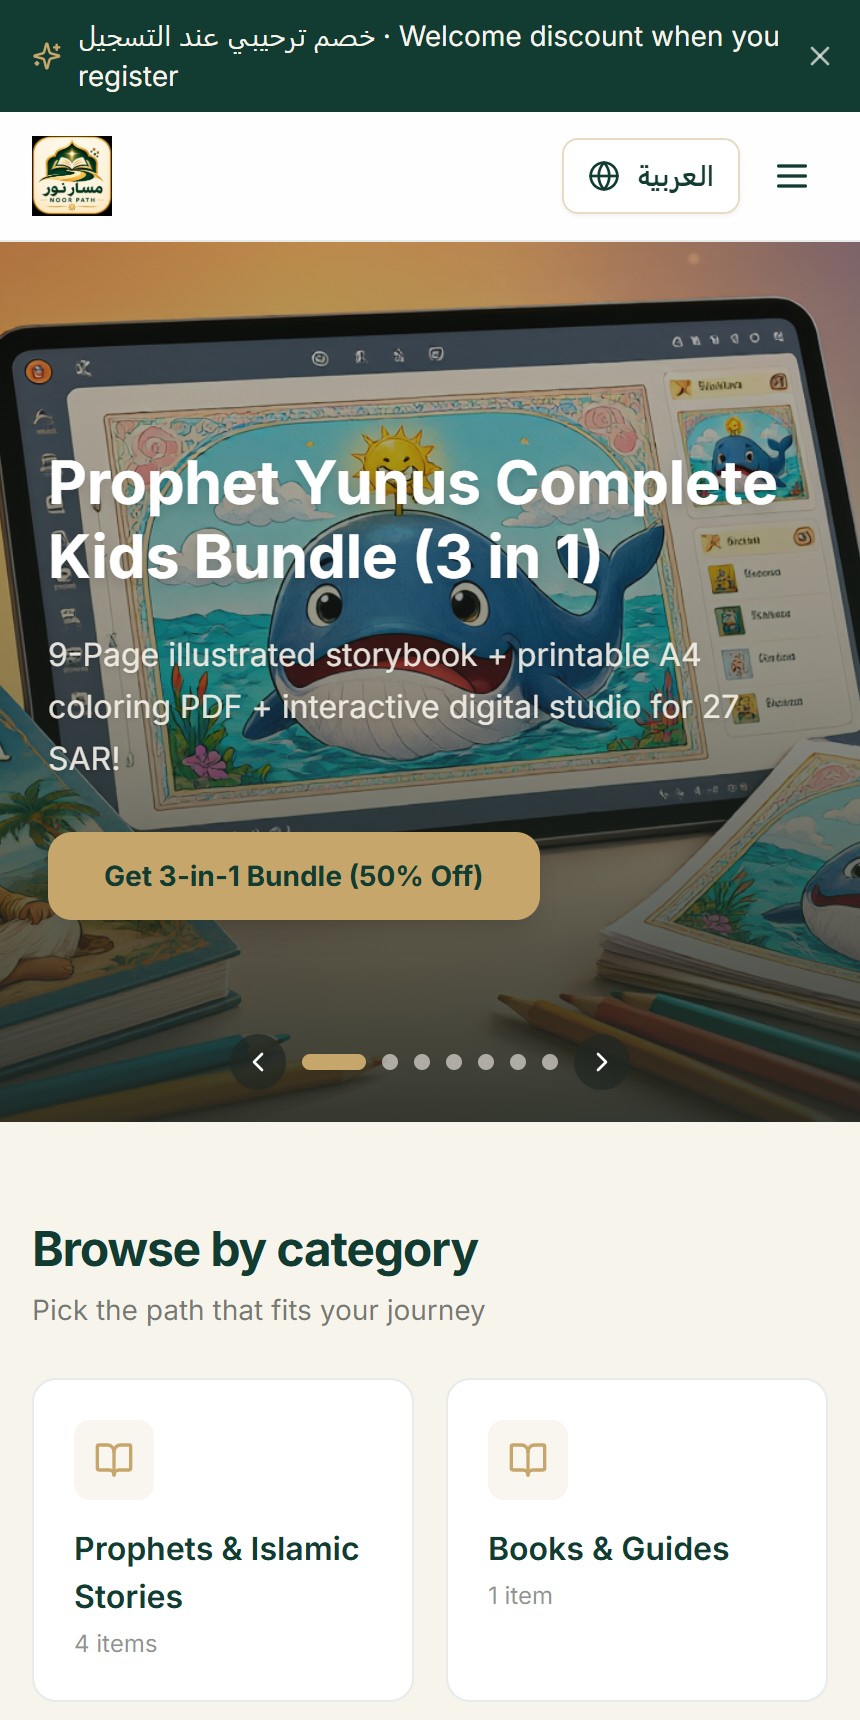 خصم ترحيبي عند التسجيل · Welcome discount when you
register
مسار نور
NOOR PATH
العربية
Prophet Yunus Complete
Kids Bundle (3 in 1)
9-Page illustrated storybook + printable A4
coloring PDF + interactive digital studio for 27
SAR!
Get 3-in-1 Bundle (50% Off)
Browse by category
Pick the path that fits your journey
Prophets & Islamic
Stories
4 items
Books & Guides
1 item